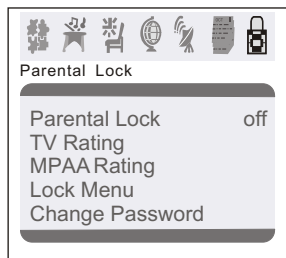 Parental Lock
Parental Lock off
TV Rating
MPAA Rating
Lock Menu
Change Password